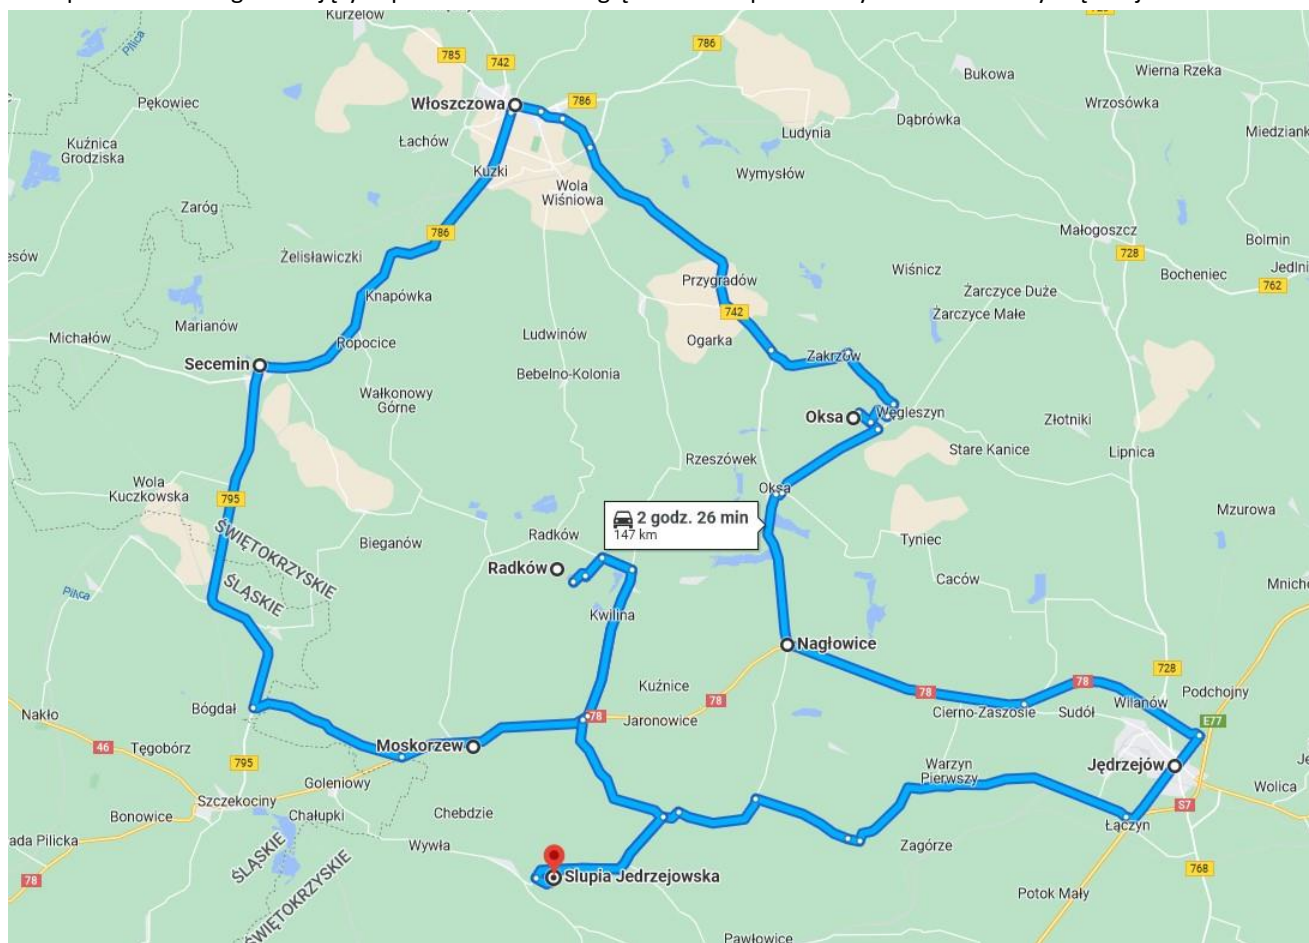 Kurzelów
786
785
742
Bukowa
Wierna Rzeka
Pilica
Pękowiec
Włoszczowa
786
Wrzosówka
Łachów
Ludynia
Dąbrówka
Kuźnica
Grodziska
Kuzki
Wymysłów
Wola
Wiśniowa
Zaróg
786
Małogoszcz
Bolmin
Żelisławiczki
728
Wiśnicz
Bocheniec
762
Przygradów
Knapówka
Żarczyce Duże
742
Marianów
Żarczyce Małe
Michałów
Ludwinów
Ogarka
Ropocice
Zakrzów
Secemin
Bebelno-Kolonia
Wałkonowy
Górne
Oksa
Węgleszyn
Złotniki
Stare Kanice
Lipnica
Rzeszówek
Wola
Kuczkowska
Oksa
795
Mzurowa
2 godz. 26 min
147 km
Radków
Bieganów
Tyniec
ŚWIĘTOKRZYSKIE
Radków
Caców
ŚLĄSKIE
Pilica
Kwilina
Nagłowice
728
Kuźnice
78
78
Podchojny
78
Wilanów
Bógdał
78
Jaronowice
Cierno-Zaszosie
Sudół
E77
Nakło
46
Tęgobórz
Moskorzew
795
Goleniowy
Warzyn
Pierwszy
Jędrzejów
Wolica
Szczekociny
Bonowice
Chałupki
Chebdzie
S7
Łączyn
ada Pilicka
Wywła
Zagórze
ŚLĄSKIE
ŚWIĘTOKRZYSKIE
768
78
Slupia Jedrzejowska
Potok Mały
Pawłowice